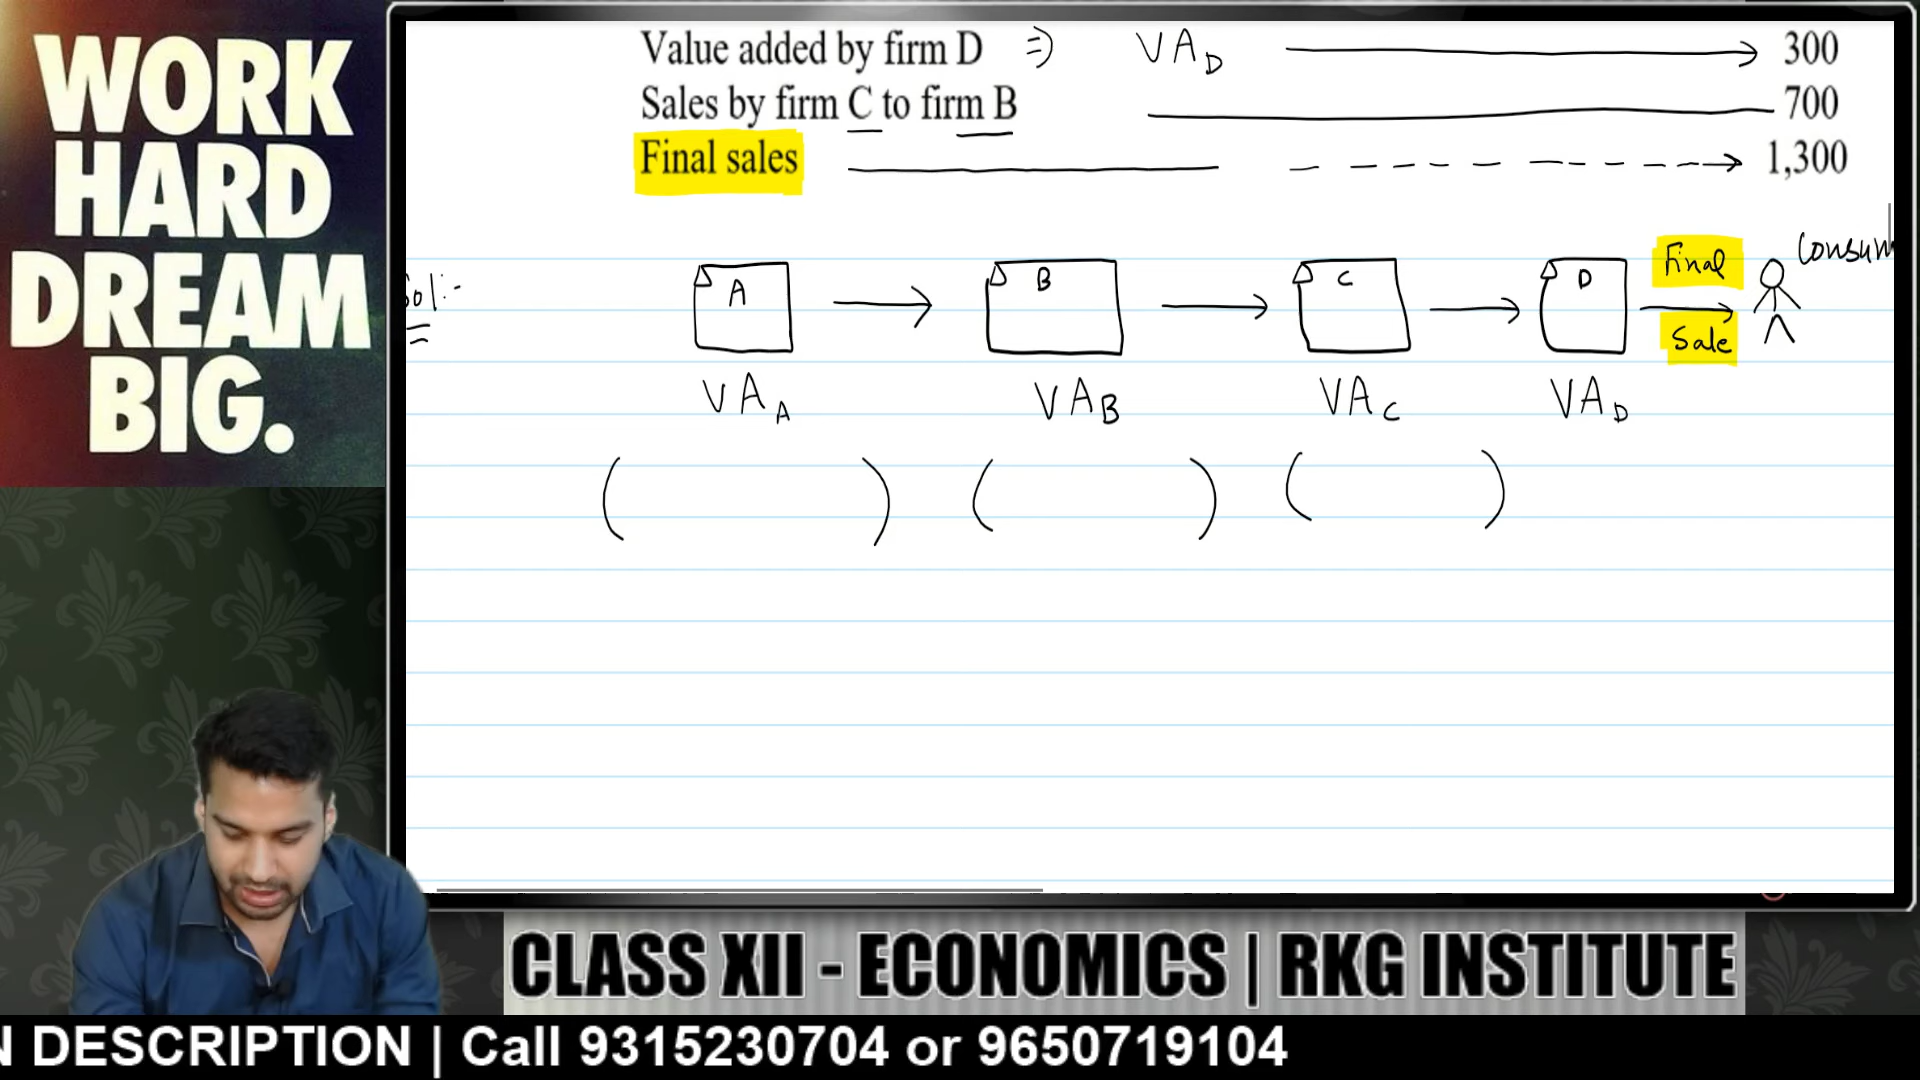 WORK
HARD
DREAM
BIG.
Value added by firm D ⇒ VA_D 300
Sales by firm C to firm B 700
Final sales 1,300
Sol:-
A B C D Final Sale
VA_A VA_B VA_C VA_D
( ) ( ) ( )
CLASS XII - ECONOMICS | RKG INSTITUTE
N DESCRIPTION | Call 9315230704 or 9650719104